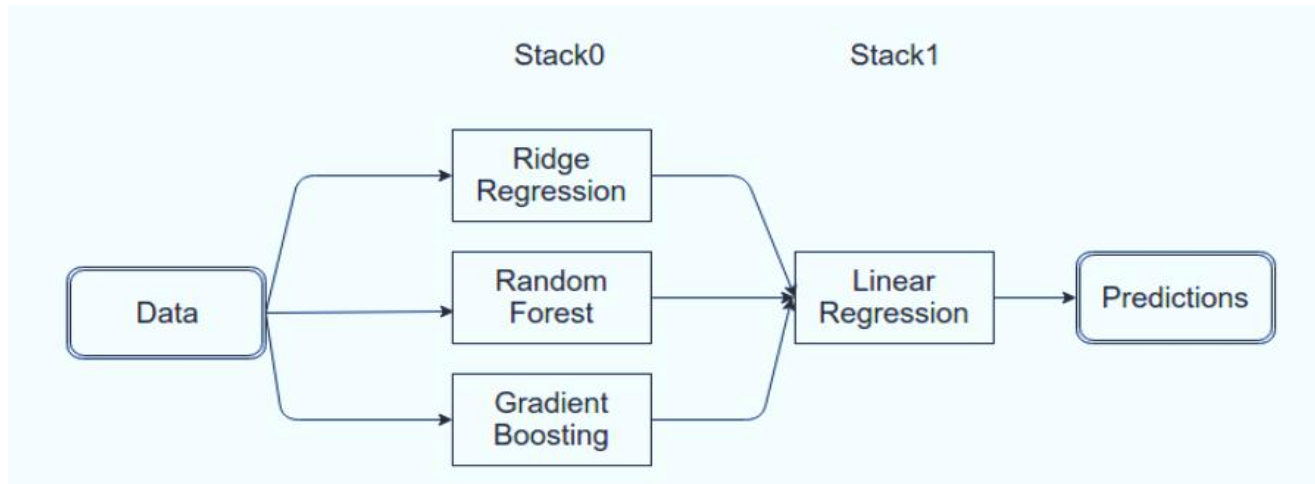 Stack0
Stack1
Ridge
Regression
Random
Forest
Gradient
Boosting
Data
Linear
Regression
Predictions